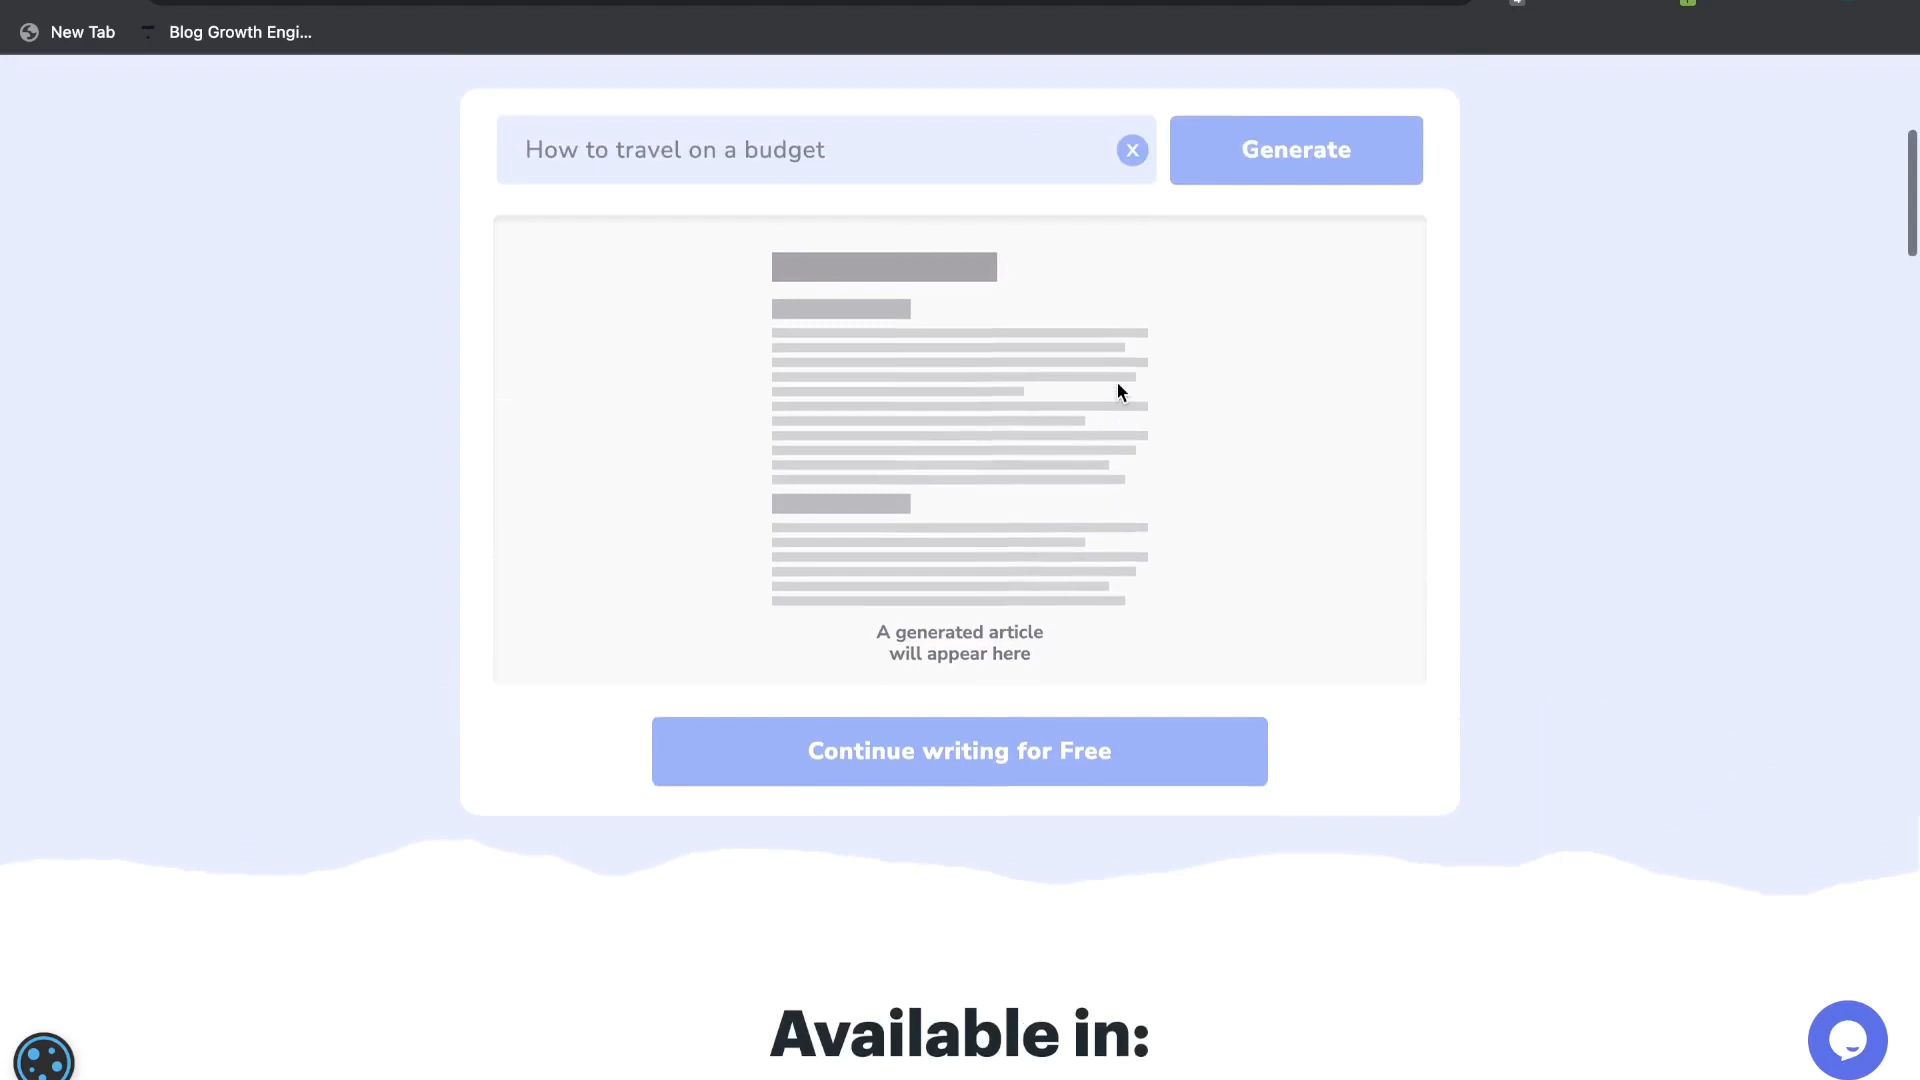 New Tab
Blog Growth Engi...
How to travel on a budget
X
Generate
A generated article
will appear here
Continue writing for Free
Available in: